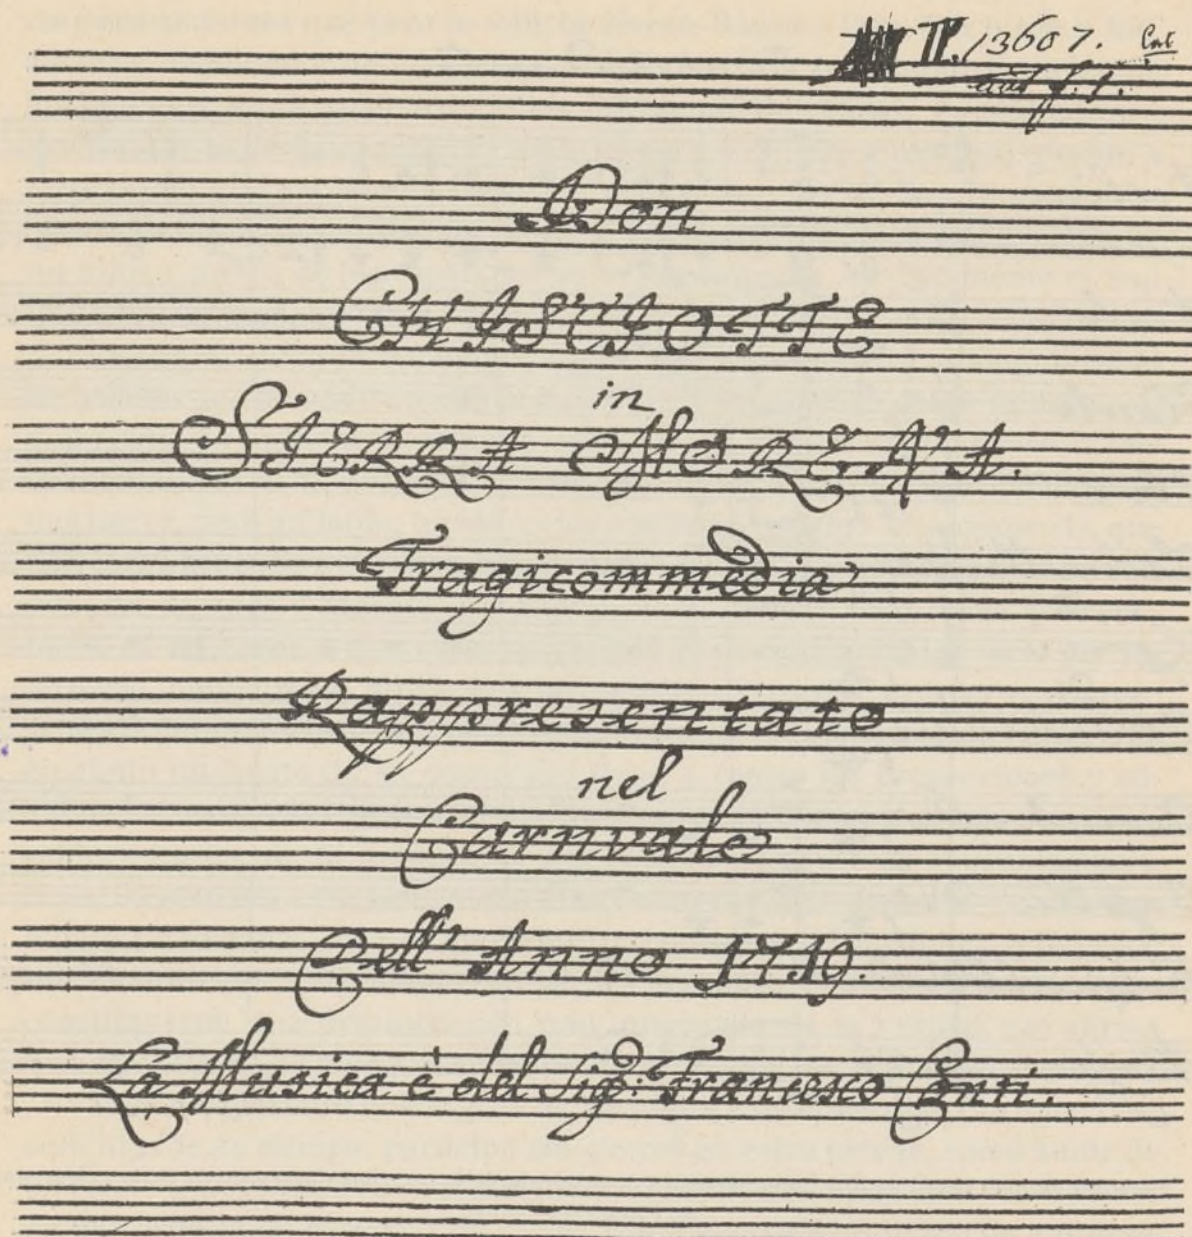 II. 13607.
Don
CHISCIOTTE
in
SIERRA MORENA.
Tragicommedia
Rappresentato
nel
Carnvale
Dell' Anno 1719.
La Musica è del Sigr: Francesco Conti.